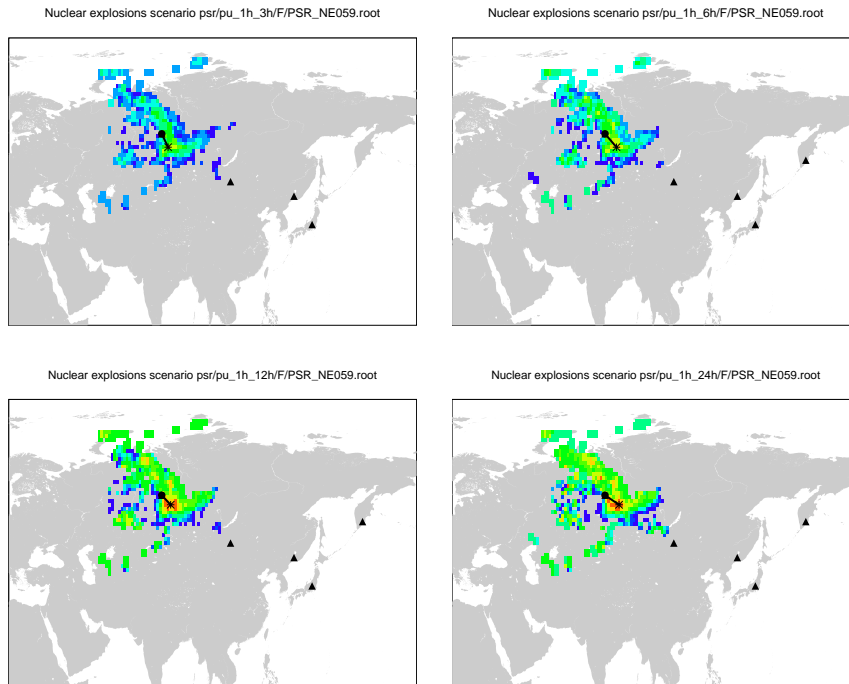 Nuclear explosions scenario psr/pu_1h_3h/F/PSR_NE059.root
Nuclear explosions scenario psr/pu_1h_6h/F/PSR_NE059.root
Nuclear explosions scenario psr/pu_1h_12h/F/PSR_NE059.root
Nuclear explosions scenario psr/pu_1h_24h/F/PSR_NE059.root